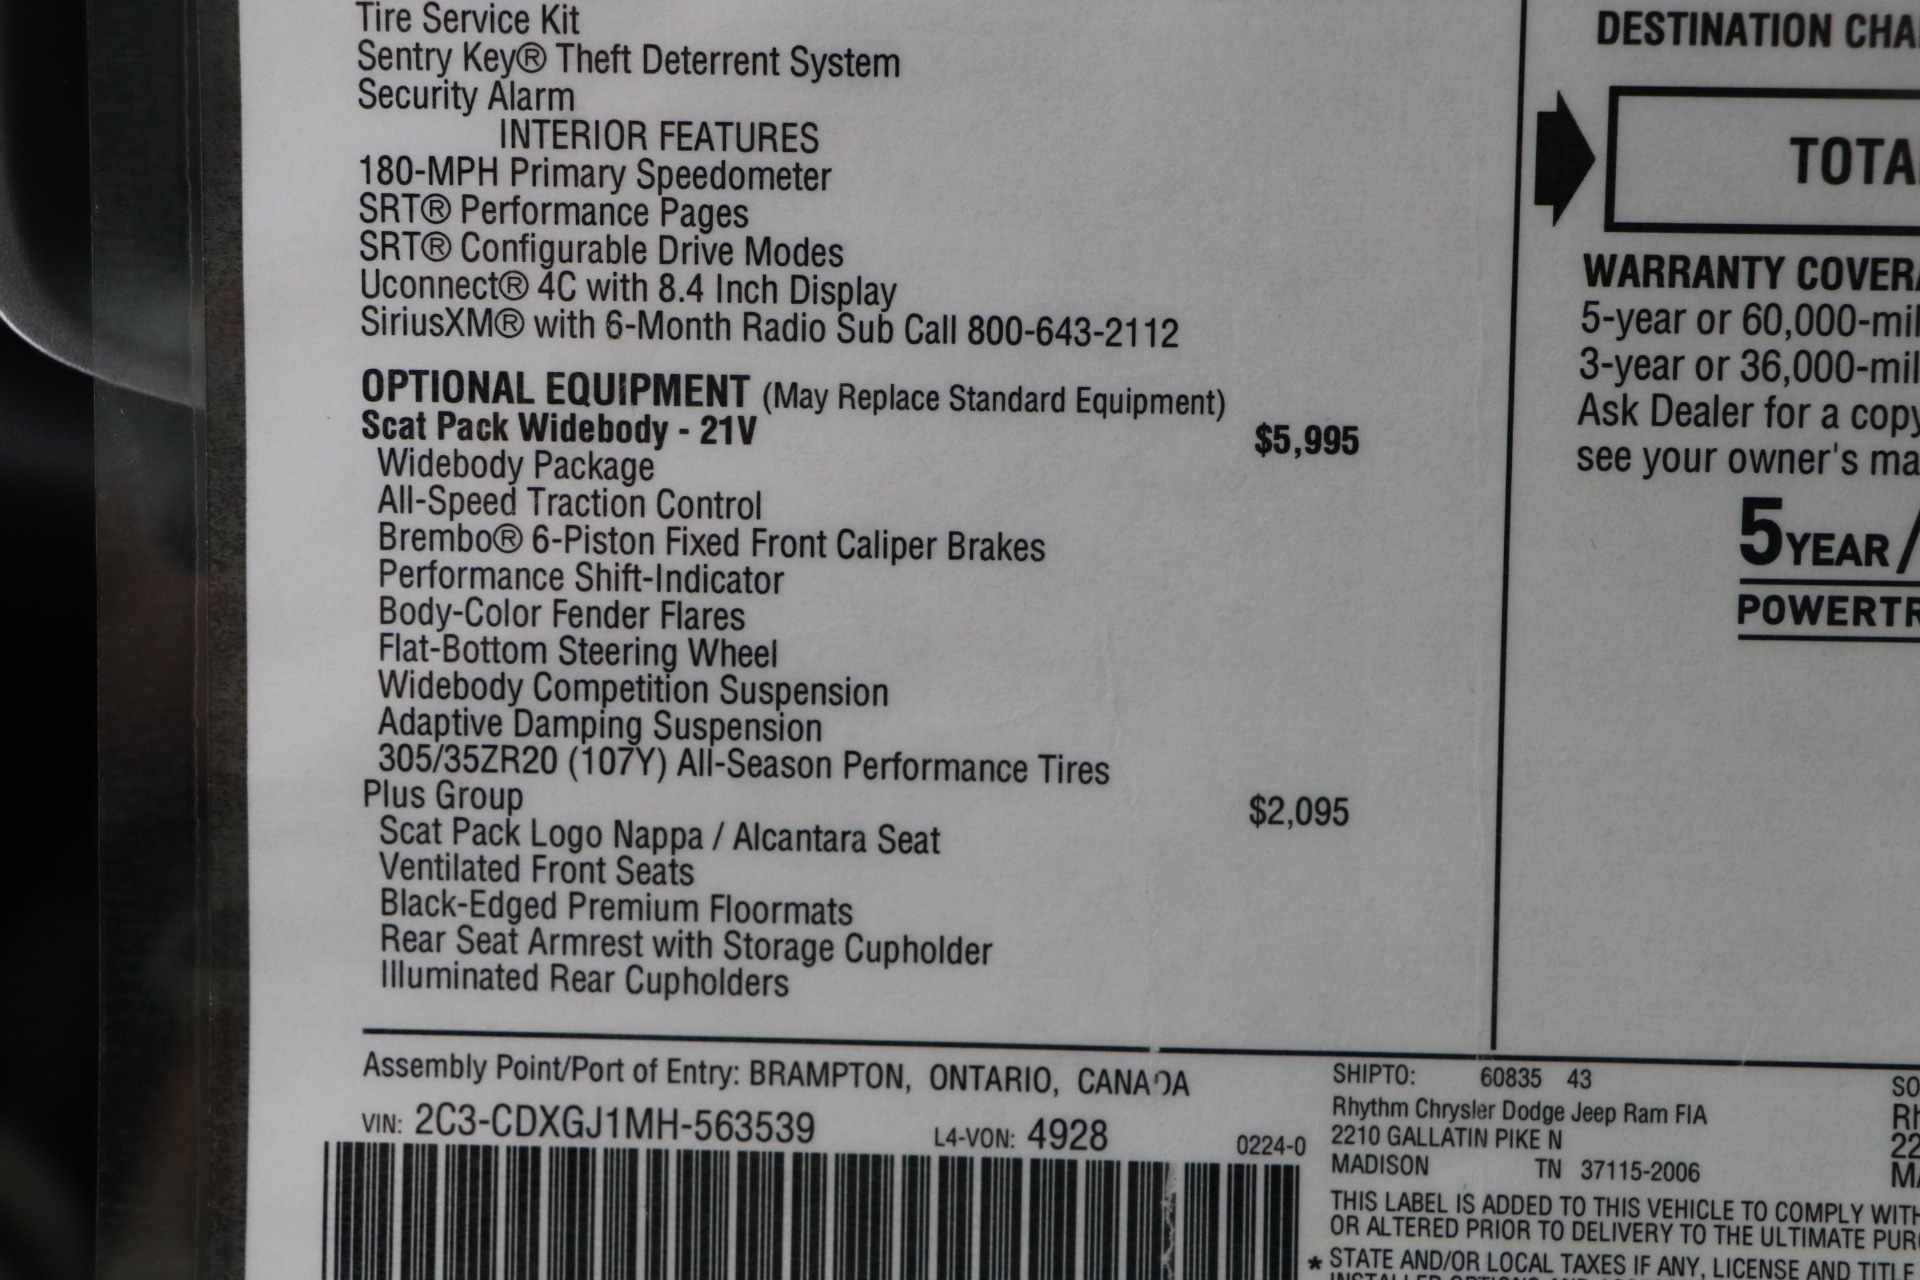 Tire Service Kit
Sentry Key® Theft Deterrent System
Security Alarm
INTERIOR FEATURES
180-MPH Primary Speedometer
SRT® Performance Pages
SRT® Configurable Drive Modes
Uconnect® 4C with 8.4 Inch Display
SiriusXM® with 6-Month Radio Sub Call 800-643-2112
OPTIONAL EQUIPMENT (May Replace Standard Equipment)
Scat Pack Widebody - 21V $5,995
Widebody Package
All-Speed Traction Control
Brembo® 6-Piston Fixed Front Caliper Brakes
Performance Shift-Indicator
Body-Color Fender Flares
Flat-Bottom Steering Wheel
Widebody Competition Suspension
Adaptive Damping Suspension
305/35ZR20 (107Y) All-Season Performance Tires
Plus Group $2,095
Scat Pack Logo Nappa / Alcantara Seat
Ventilated Front Seats
Black-Edged Premium Floormats
Rear Seat Armrest with Storage Cupholder
Illuminated Rear Cupholders
DESTINATION CHA
TOTA
WARRANTY COVERA
5-year or 60,000-mil
3-year or 36,000-mil
Ask Dealer for a copy
see your owner's ma
5YEAR/
POWERTR
Assembly Point/Port of Entry: BRAMPTON, ONTARIO, CANADA
VIN: 2C3-CDXGJ1MH-563539 L4-VON: 4928 0224-0
SHIPTO: 60835 43
Rhythm Chrysler Dodge Jeep Ram FIA
2210 GALLATIN PIKE N
MADISON TN 37115-2006
SO
Rh
22
MA
THIS LABEL IS ADDED TO THIS VEHICLE TO COMPLY WITH
OR ALTERED PRIOR TO DELIVERY TO THE ULTIMATE PUR
* STATE AND/OR LOCAL TAXES IF ANY, LICENSE AND TITLE